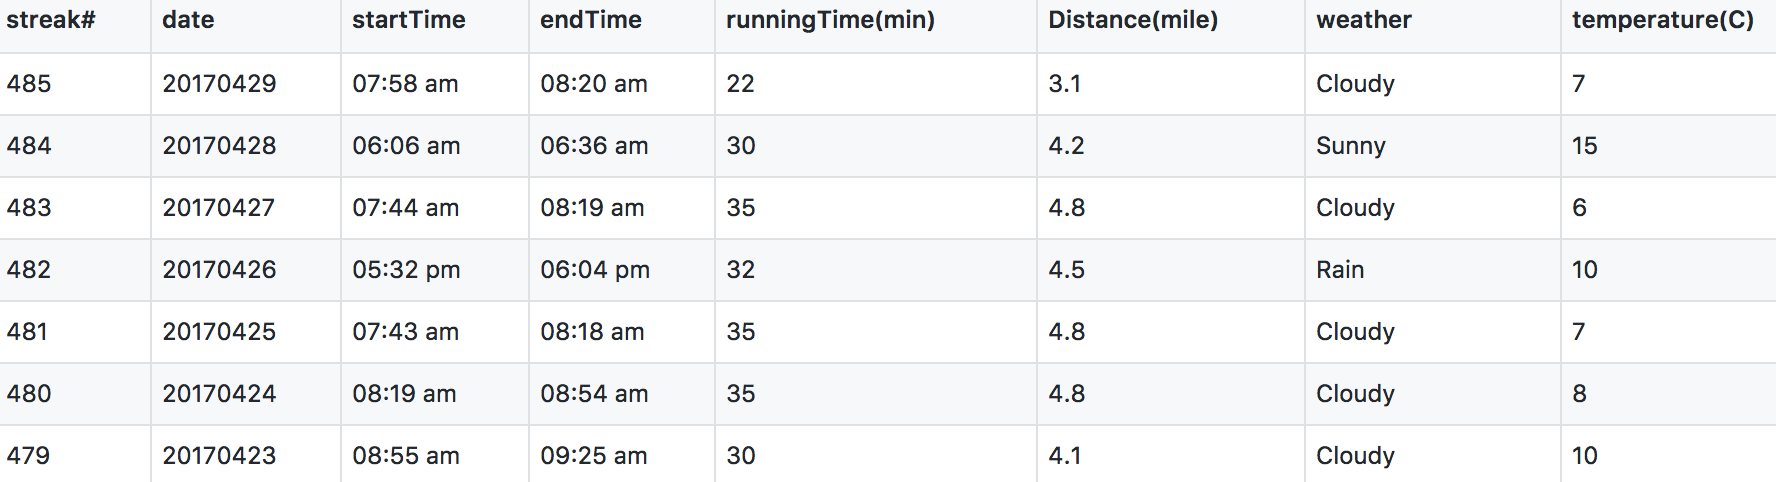 streak# date startTime endTime runningTime(min) Distance(mile) weather temperature(C)
485 20170429 07:58 am 08:20 am 22 3.1 Cloudy 7
484 20170428 06:06 am 06:36 am 30 4.2 Sunny 15
483 20170427 07:44 am 08:19 am 35 4.8 Cloudy 6
482 20170426 05:32 pm 06:04 pm 32 4.5 Rain 10
481 20170425 07:43 am 08:18 am 35 4.8 Cloudy 7
480 20170424 08:19 am 08:54 am 35 4.8 Cloudy 8
479 20170423 08:55 am 09:25 am 30 4.1 Cloudy 10